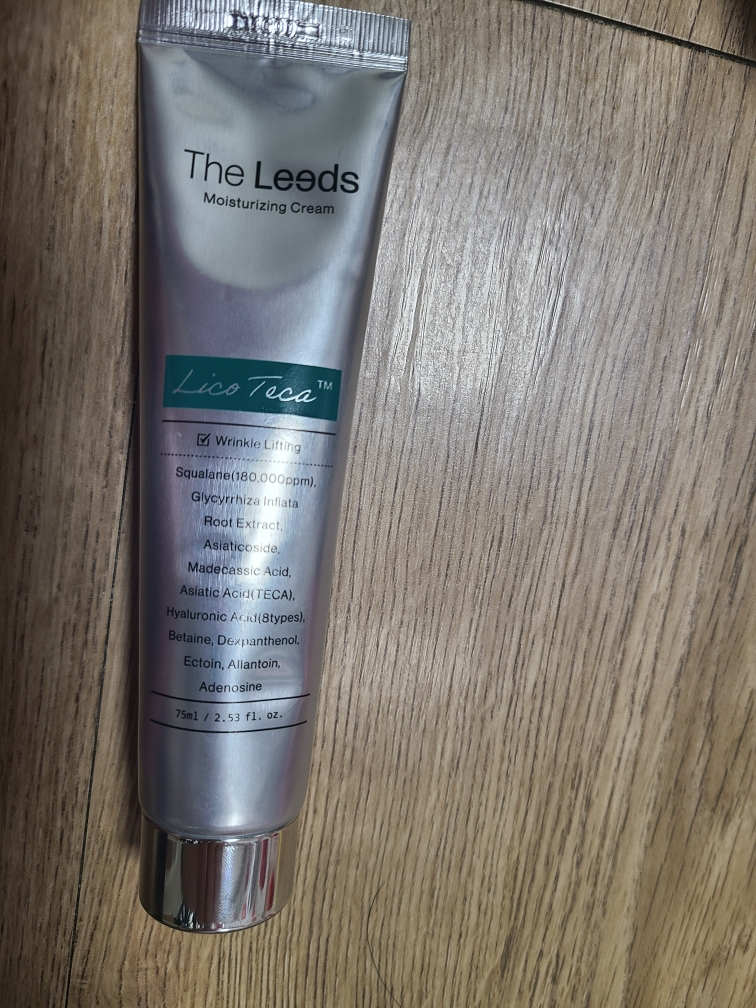 The Leəds
Moisturizing Cream
Lico Teca™
☑ Wrinkle Lifting
Squalane(180,000ppm),
Glycyrrhiza Inflata
Root Extract,
Asiaticoside,
Madecassic Acid,
Asiatic Acid(TECA),
Hyaluronic Acid(8types),
Betaine, Dexpanthenol,
Ectoin, Allantoin,
Adenosine
75ml / 2.53 fl. oz.